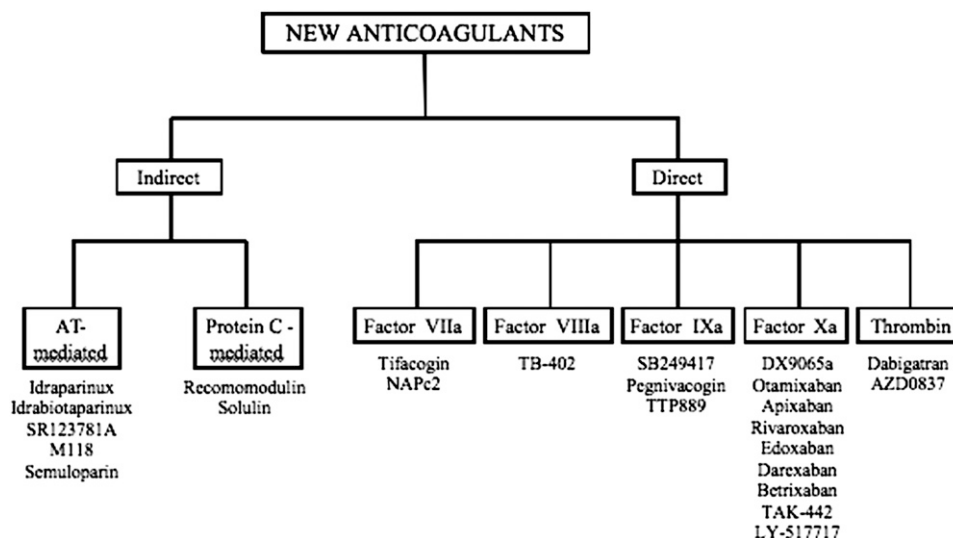 NEW ANTICOAGULANTS
Indirect
Direct
AT-
mediated
Protein C -
mediated
Factor VIIa
Factor VIIIa
Factor IXa
Factor Xa
Thrombin
Idraparinux
Idrabiotaparinux
SR123781A
M118
Semuloparin
Recomomodulin
Solulin
Tifacogin
NAPc2
TB-402
SB249417
Pegnivacogin
TTP889
DX9065a
Otamixaban
Apixaban
Rivaroxaban
Edoxaban
Darexaban
Betrixaban
TAK-442
LY-517717
Dabigatran
AZD0837